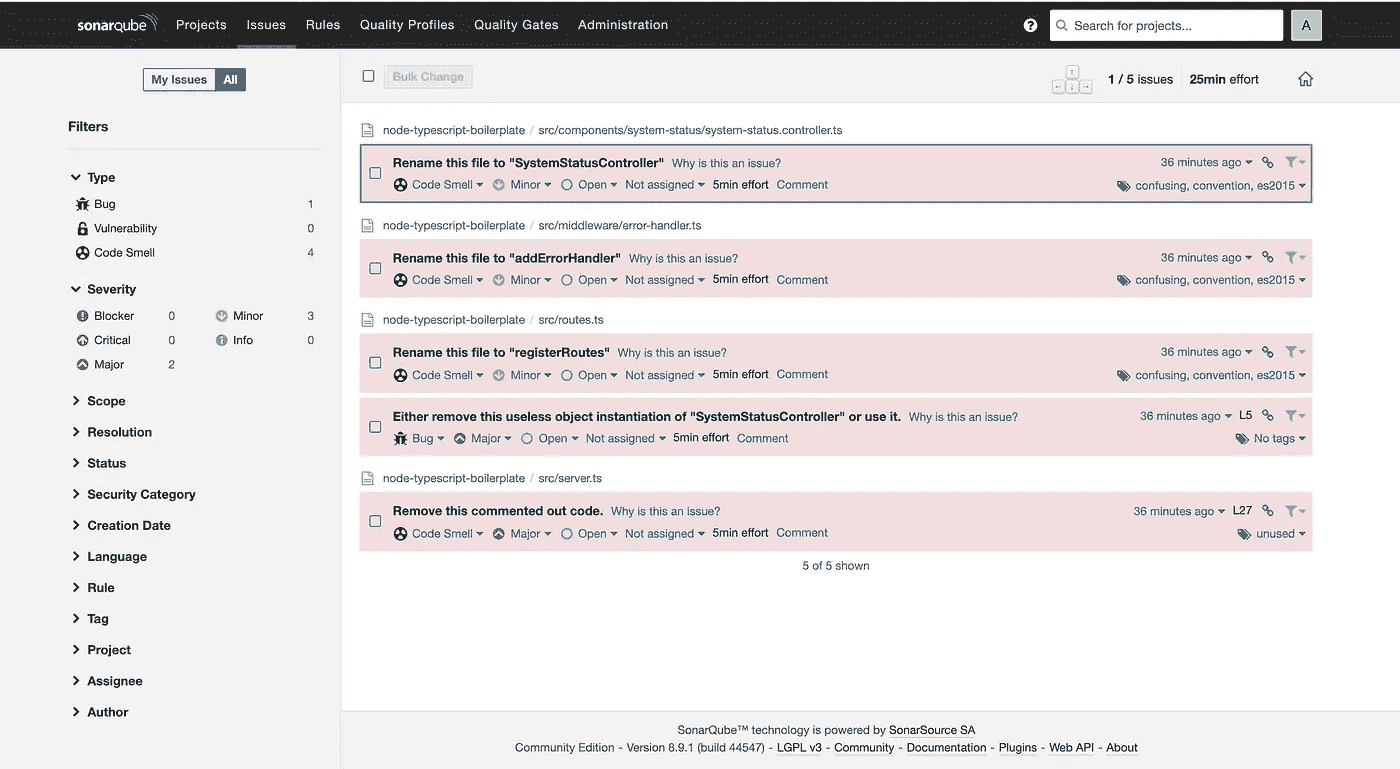 sonarqube Projects Issues Rules Quality Profiles Quality Gates Administration ? Search for projects... A
My Issues All Bulk Change 1 / 5 issues 25min effort
Filters
Type
Bug 1
Vulnerability 0
Code Smell 4
Severity
Blocker 0 Minor 3
Critical 0 Info 0
Major 2
Scope
Resolution
Status
Security Category
Creation Date
Language
Rule
Tag
Project
Assignee
Author
node-typescript-boilerplate / src/components/system-status/system-status.controller.ts
Rename this file to "SystemStatusController" Why is this an issue? 36 minutes ago
Code Smell Minor Open Not assigned 5min effort Comment confusing, convention, es2015
node-typescript-boilerplate / src/middleware/error-handler.ts
Rename this file to "addErrorHandler" Why is this an issue? 36 minutes ago
Code Smell Minor Open Not assigned 5min effort Comment confusing, convention, es2015
node-typescript-boilerplate / src/routes.ts
Rename this file to "registerRoutes" Why is this an issue? 36 minutes ago
Code Smell Minor Open Not assigned 5min effort Comment confusing, convention, es2015
Either remove this useless object instantiation of "SystemStatusController" or use it. Why is this an issue? 36 minutes ago L5
Bug Major Open Not assigned 5min effort Comment No tags
node-typescript-boilerplate / src/server.ts
Remove this commented out code. Why is this an issue? 36 minutes ago L27
Code Smell Major Open Not assigned 5min effort Comment unused
5 of 5 shown
SonarQube™ technology is powered by SonarSource SA
Community Edition - Version 8.9.1 (build 44547) - LGPL v3 - Community - Documentation - Plugins - Web API - About